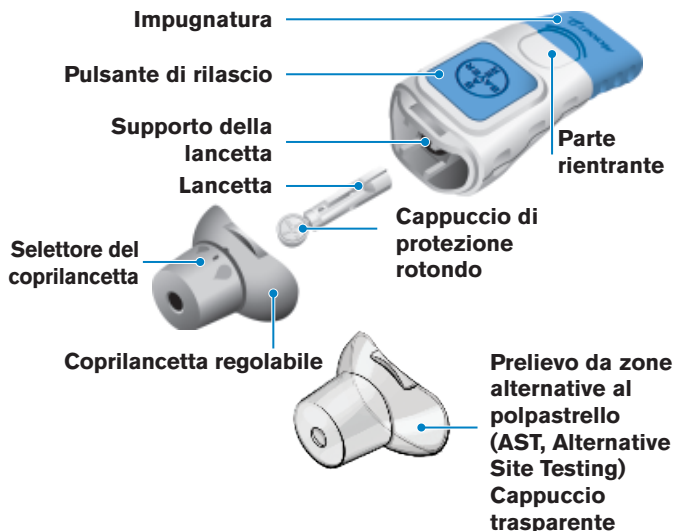 Impugnatura
Pulsante di rilascio
Supporto della
lancetta
Lancetta
Parte
rientrante
Cappuccio di
protezione
rotondo
Selettore del
coprilancetta
Coprilancetta regolabile
Prelievo da zone
alternative al
polpastrello
(AST, Alternative
Site Testing)
Cappuccio
trasparente
BAYER